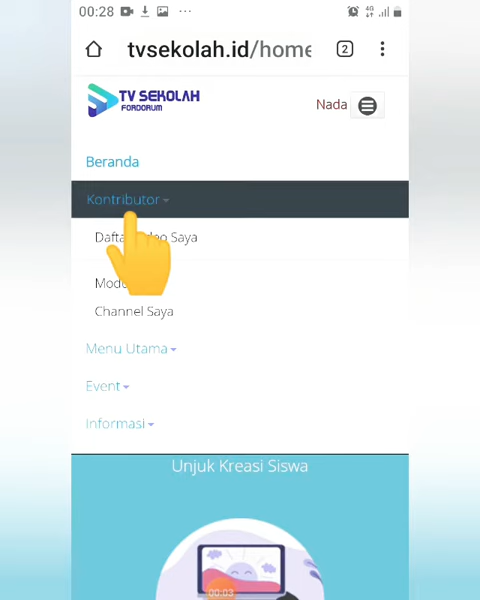 00:28
4G
tvsekolah.id/home
2
TV SEKOLAH
FORDORUM
Nada
Beranda
Kontributor
Saya
Channel Saya
Menu Utama
Event
Informasi
Unjuk Kreasi Siswa
00:03